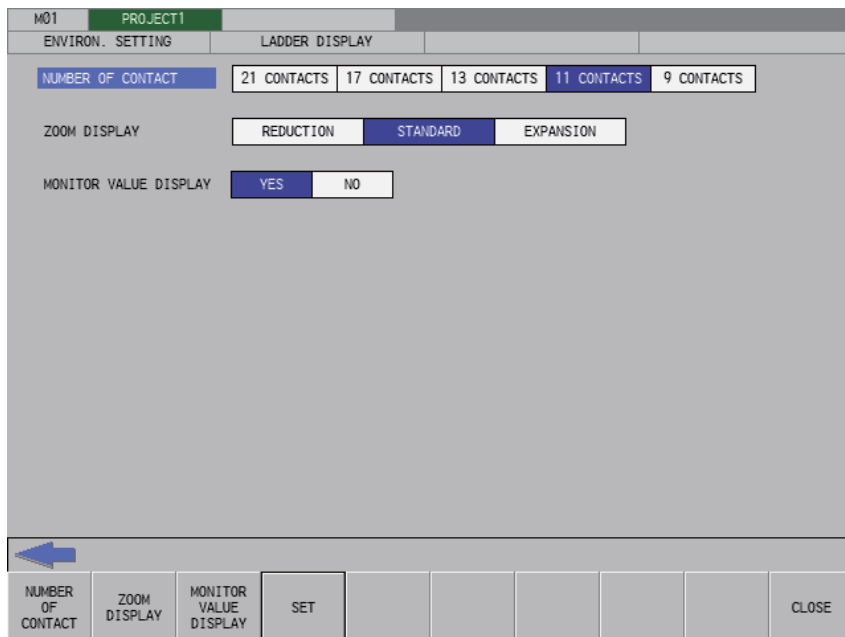 M01 PROJECT1
ENVIRON. SETTING LADDER DISPLAY
NUMBER OF CONTACT 21 CONTACTS 17 CONTACTS 13 CONTACTS 11 CONTACTS 9 CONTACTS
ZOOM DISPLAY REDUCTION STANDARD EXPANSION
MONITOR VALUE DISPLAY YES NO
NUMBER
OF
CONTACT
ZOOM
DISPLAY
MONITOR
VALUE
DISPLAY
SET
CLOSE